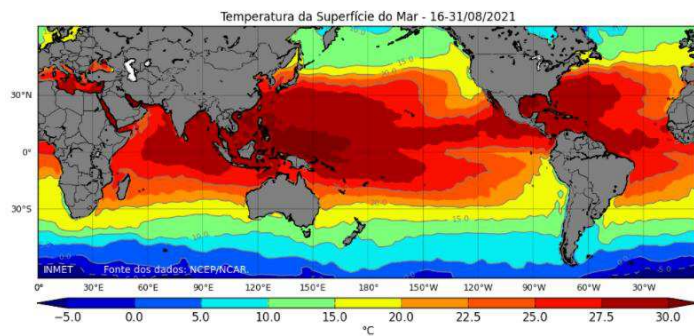 Temperatura da Superfície do Mar - 16-31/08/2021
30°N
0°
30°S
INMET Fonte dos dados: NCEP/NCAR.
0° 30°E 60°E 90°E 120°E 150°E 180° 150°W 120°W 90°W 60°W 30°W
−5.0 0.0 5.0 10.0 15.0 20.0 22.5 25.0 27.5 30.0
°C